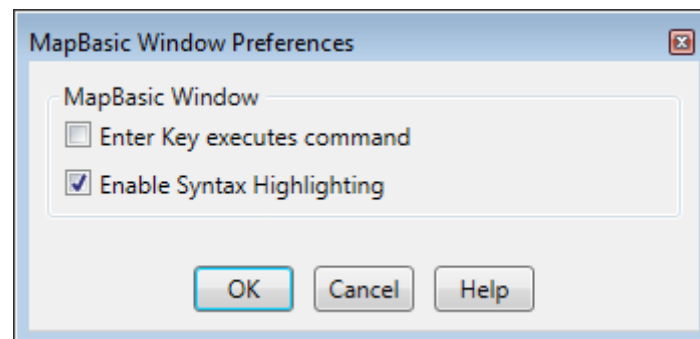 MapBasic Window Preferences
MapBasic Window
Enter Key executes command
Enable Syntax Highlighting
OK Cancel Help